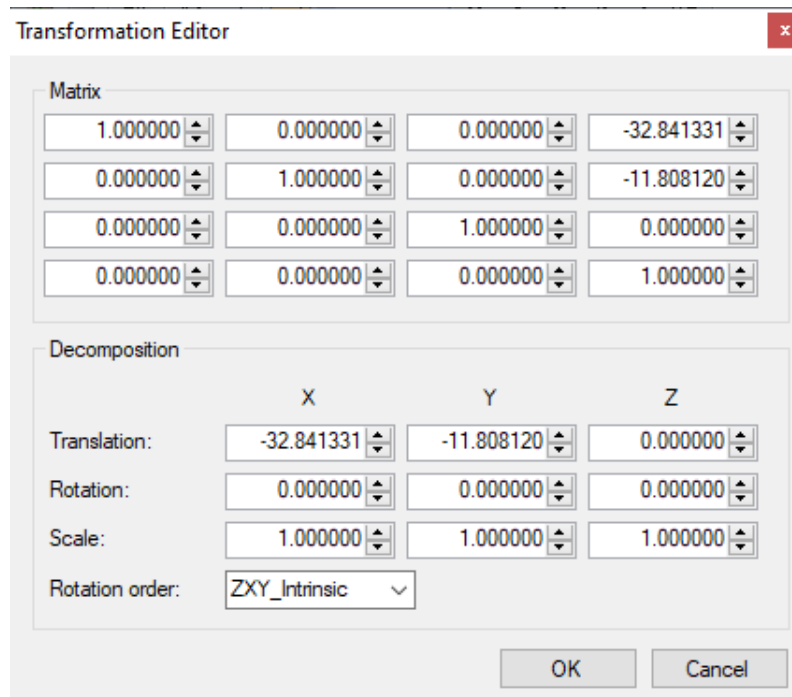 Transformation Editor
x
Matrix
1.000000 0.000000 0.000000 -32.841331
0.000000 1.000000 0.000000 -11.808120
0.000000 0.000000 1.000000 0.000000
0.000000 0.000000 0.000000 1.000000
Decomposition
X Y Z
Translation: -32.841331 -11.808120 0.000000
Rotation: 0.000000 0.000000 0.000000
Scale: 1.000000 1.000000 1.000000
Rotation order: ZXY_Intrinsic
OK Cancel